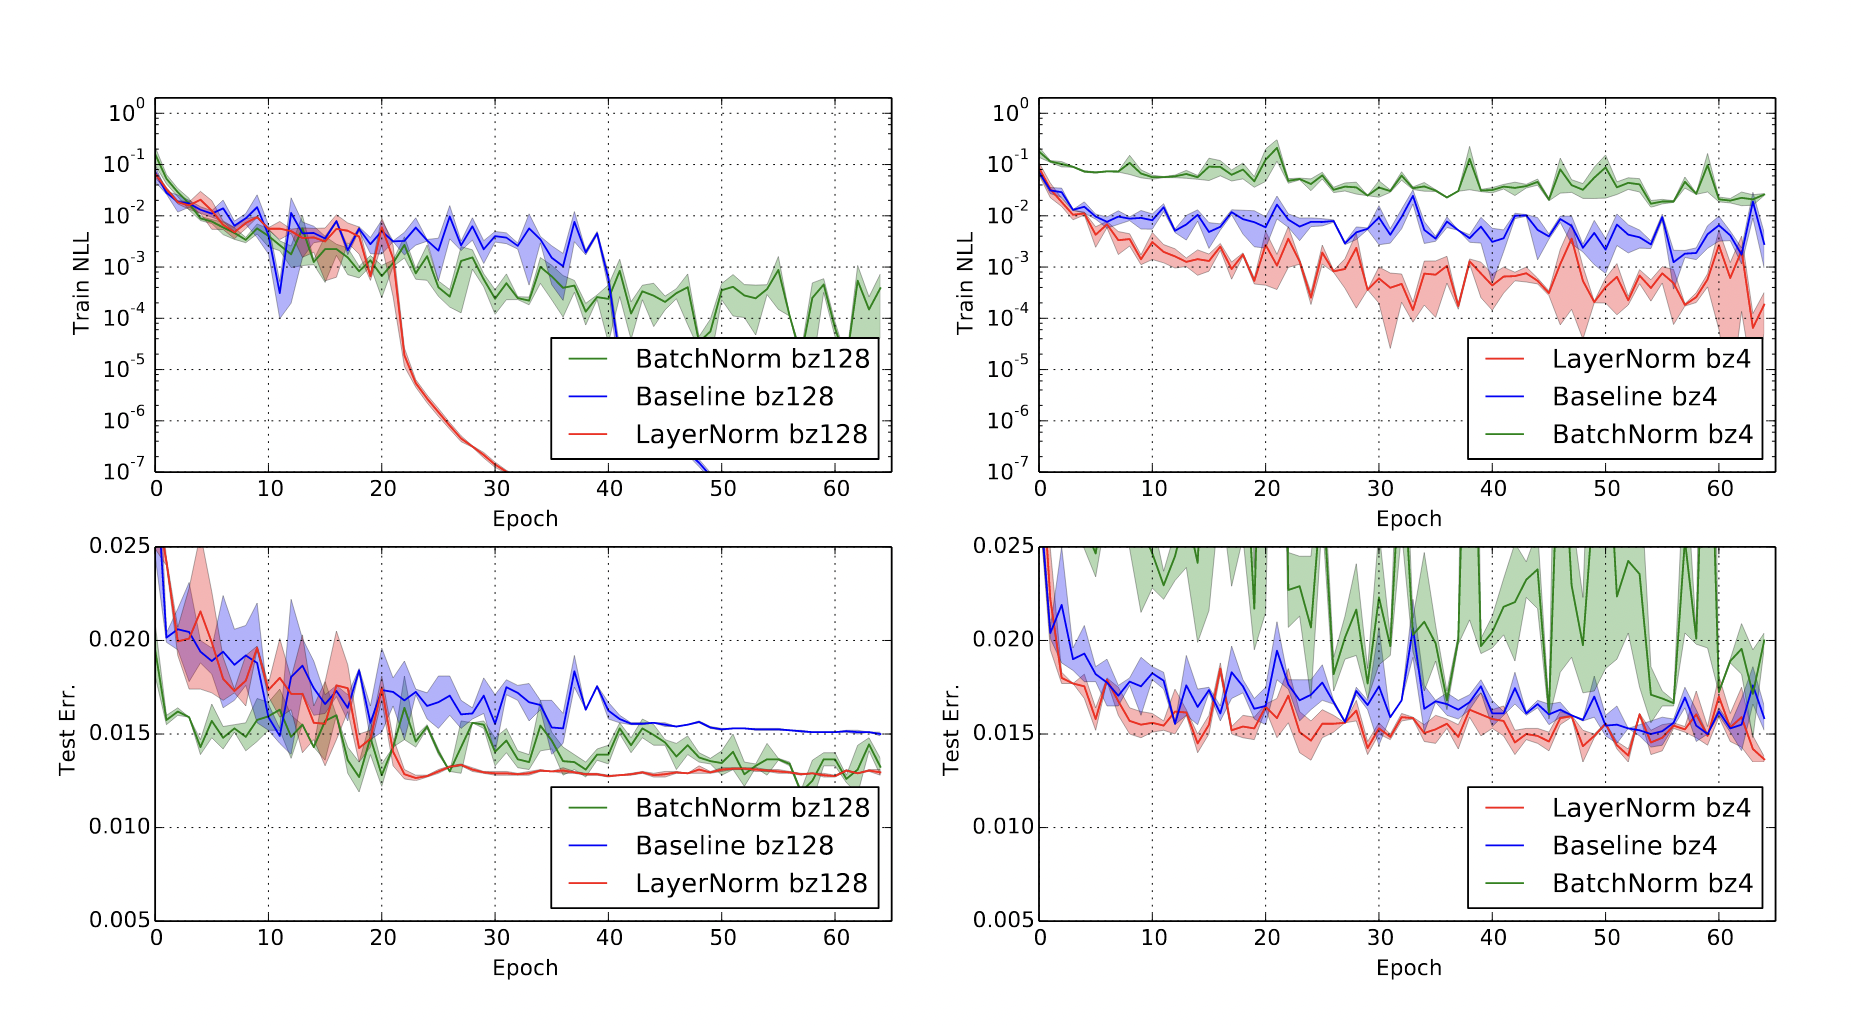 10^0
10^-1
10^-2
10^-3
10^-4
10^-5
10^-6
10^-7
Train NLL
BatchNorm bz128
Baseline bz128
LayerNorm bz128
0 10 20 30 40 50 60
Epoch
10^0
10^-1
10^-2
10^-3
10^-4
10^-5
10^-6
10^-7
Train NLL
LayerNorm bz4
Baseline bz4
BatchNorm bz4
0 10 20 30 40 50 60
Epoch
0.025
0.020
0.015
0.010
0.005
Test Err.
BatchNorm bz128
Baseline bz128
LayerNorm bz128
0 10 20 30 40 50 60
Epoch
0.025
0.020
0.015
0.010
0.005
Test Err.
LayerNorm bz4
Baseline bz4
BatchNorm bz4
0 10 20 30 40 50 60
Epoch